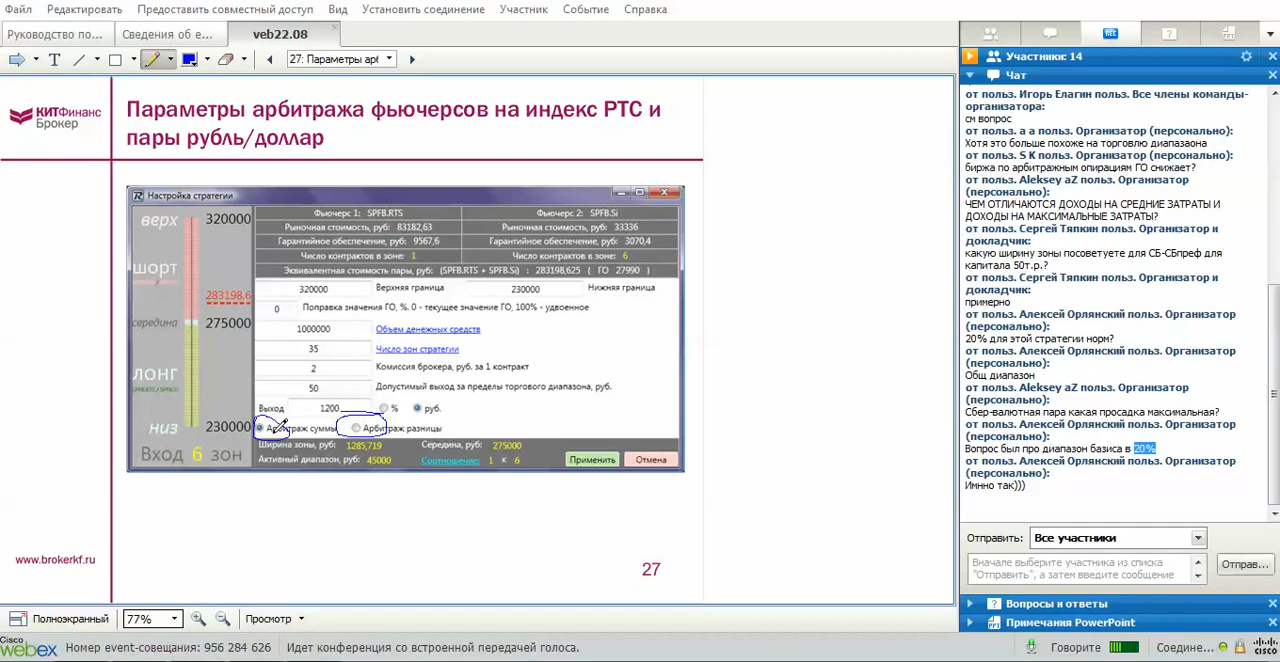 Файл Редактировать Предоставить совместный доступ Вид Установить соединение Участник Событие Справка
Руководство по... Сведения об е... veb22.08
27: Параметры ар
КИТФинанс
Брокер
Параметры арбитража фьючерсов на индекс РТС и
пары рубль/доллар
Настройка стратегии
верх 320000
шорт
283198,6
середина 275000
лонг
низ 230000
Вход 6 зон
Фьючерс 1: SPFB.RTS Фьючерс 2: SPFB.Si
Рыночная стоимость, руб: 83182,63 Рыночная стоимость, руб: 33336
Гарантийное обеспечение, руб: 9567,6 Гарантийное обеспечение, руб: 3070,4
Число контрактов в зоне: 1 Число контрактов в зоне: 6
Эквивалентная стоимость пары, руб: (SPFB.RTS + SPFB.Si) : 283198,625 ( ГО 27990 )
320000 Верхняя граница 230000 Нижняя граница
0 Поправка значения ГО, %. 0 - текущее значение ГО, 100% - удвоенное
1000000 Объем денежных средств
35 Число зон стратегии
2 Комиссия брокера, руб. за 1 контракт
50 Допустимый выход за пределы торгового диапазона, руб.
Выход 1200 % руб.
Арбитраж суммы Арбитраж разницы
Ширина зоны, руб: 1285,719 Середина, руб: 275000
Активный диапазон, руб: 45000 Соотношение: 1 к 6
Применить Отмена
www.brokerkf.ru
27
Полноэкранный 77% Просмотр
Cisco
webex
Номер event-совещания: 956 284 626 Идет конференция со встроенной передачей голоса.
REC
Участники: 14
Чат
от польз. Игорь Елагин польз. Все члены команды-
организатора:
см вопрос
от польз. а а польз. Организатор (персонально):
Хотя это больше похоже на торговлю диапазаона
от польз. S K польз. Организатор (персонально):
биржа по арбитражным опирациям ГО снижает?
от польз. Aleksey aZ польз. Организатор
(персонально):
ЧЕМ ОТЛИЧАЮТСЯ ДОХОДЫ НА СРЕДНИЕ ЗАТРАТЫ И
ДОХОДЫ НА МАКСИМАЛЬНЫЕ ЗАТРАТЫ?
от польз. Сергей Тяпкин польз. Организатор и
докладчик:
какую ширину зоны посоветуете для СБ-СБпреф для
капитала 50т.р.?
от польз. Сергей Тяпкин польз. Организатор и
докладчик:
примерно
от польз. Алексей Орлянский польз. Организатор
(персонально):
20% для этой стратегии норм?
от польз. Алексей Орлянский польз. Организатор
(персонально):
Общ диапазон
от польз. Aleksey aZ польз. Организатор
(персонально):
Сбер-валютная пара какая просадка максимальная?
от польз. Алексей Орлянский польз. Организатор
(персонально):
Вопрос был про диапазон базиса в 20%
от польз. Алексей Орлянский польз. Организатор
(персонально):
Имнно так)))
Отправить: Все участники
Вначале выберите участника из списка
"Отправить", а затем введите сообщение
Отправ...
Вопросы и ответы
Примечания PowerPoint
Говорите Соедине...
cisco